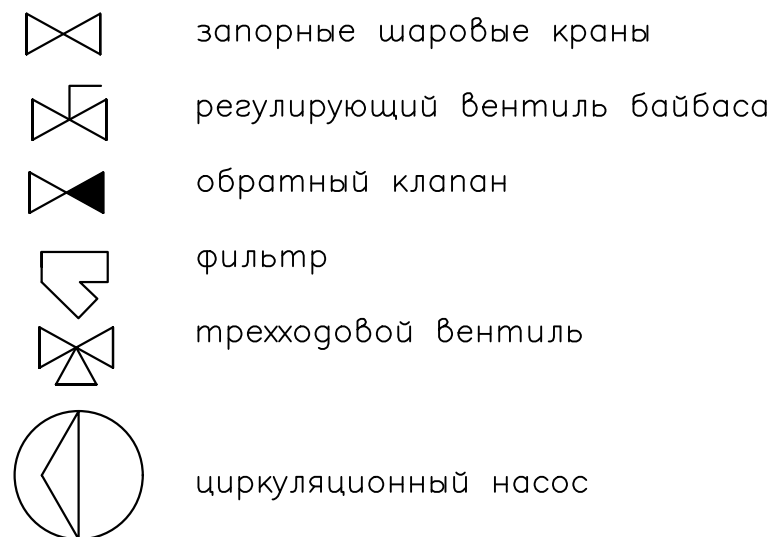 запорные шаровые краны
регулирующий вентиль байбаса
обратный клапан
фильтр
трехходовой вентиль
циркуляционный насос